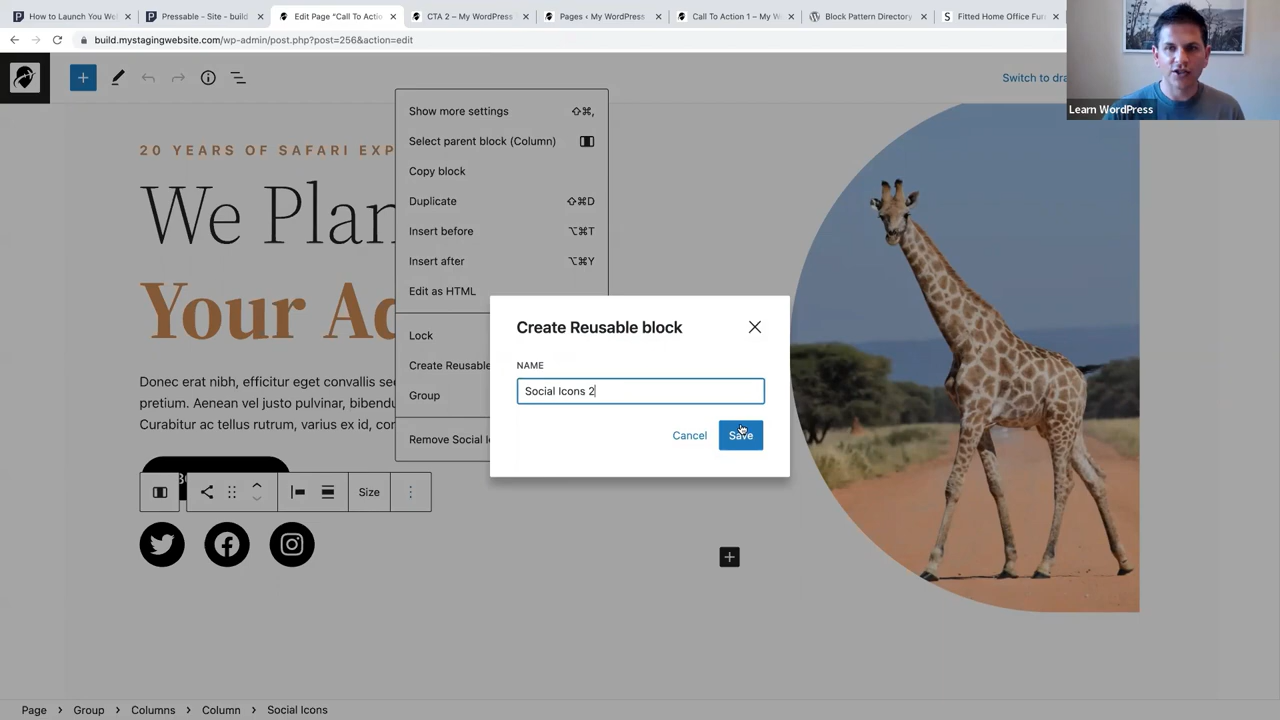 How to Launch You We
Pressable - Site - build
Edit Page "Call To Actio
CTA 2 – My WordPress
Pages ‹ My WordPress
Call To Action 1 – My W
Block Pattern Directory
Fitted Home Office Fur
build.mystagingwebsite.com/wp-admin/post.php?post=256&action=edit
Switch to dra
Learn WordPress
Show more settings ⇧⌘,
Select parent block (Column)
Copy block
Duplicate ⇧⌘D
Insert before ⌥⌘T
Insert after ⌥⌘Y
Edit as HTML
Lock
Create Reusable
Group
Remove Social I
20 YEARS OF SAFARI EXP
We Plan
Your Ad
Donec erat nibh, efficitur eget convallis se
pretium. Aenean vel justo pulvinar, bibend
Curabitur ac tellus rutrum, varius ex id, cor
Create Reusable block
NAME
Social Icons 2
Cancel
Save
Size
Page > Group > Columns > Column > Social Icons